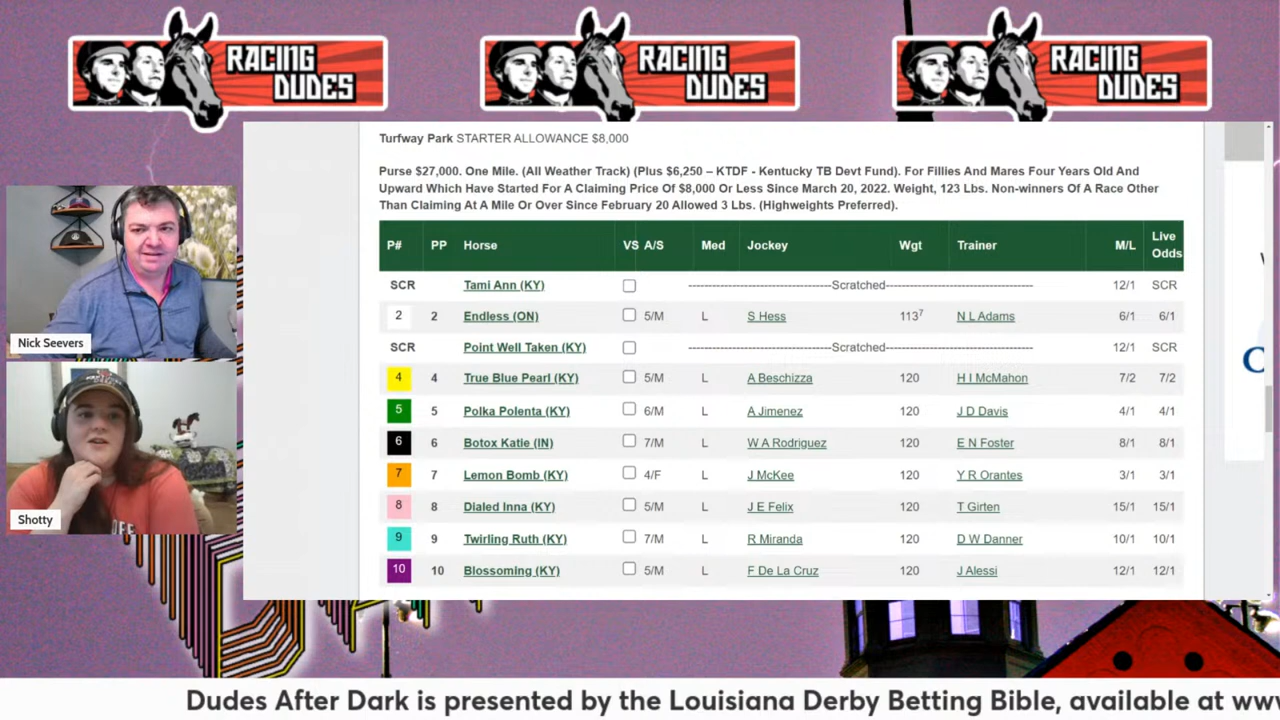 RACING
DUDES
RACING
DUDES
RACING
DUDES
Turfway Park STARTER ALLOWANCE $8,000
Purse $27,000. One Mile. (All Weather Track) (Plus $6,250 – KTDF - Kentucky TB Devt Fund). For Fillies And Mares Four Years Old And
Upward Which Have Started For A Claiming Price Of $8,000 Or Less Since March 20, 2022. Weight, 123 Lbs. Non-winners Of A Race Other
Than Claiming At A Mile Or Over Since February 20 Allowed 3 Lbs. (Highweights Preferred).
P# PP Horse VS A/S Med Jockey Wgt Trainer M/L Live Odds
SCR Tami Ann (KY) ---Scratched--- 12/1 SCR
2 2 Endless (ON) 5/M L S Hess 113⁷ N L Adams 6/1 6/1
SCR Point Well Taken (KY) ---Scratched--- 12/1 SCR
4 4 True Blue Pearl (KY) 5/M L A Beschizza 120 H I McMahon 7/2 7/2
5 5 Polka Polenta (KY) 6/M L A Jimenez 120 J D Davis 4/1 4/1
6 6 Botox Katie (IN) 7/M L W A Rodriguez 120 E N Foster 8/1 8/1
7 7 Lemon Bomb (KY) 4/F L J McKee 120 Y R Orantes 3/1 3/1
8 8 Dialed Inna (KY) 5/M L J E Felix 120 T Girten 15/1 15/1
9 9 Twirling Ruth (KY) 7/M L R Miranda 120 D W Danner 10/1 10/1
10 10 Blossoming (KY) 5/M L F De La Cruz 120 J Alessi 12/1 12/1
Nick Seevers
Shotty
Dudes After Dark is presented by the Louisiana Derby Betting Bible, available at www